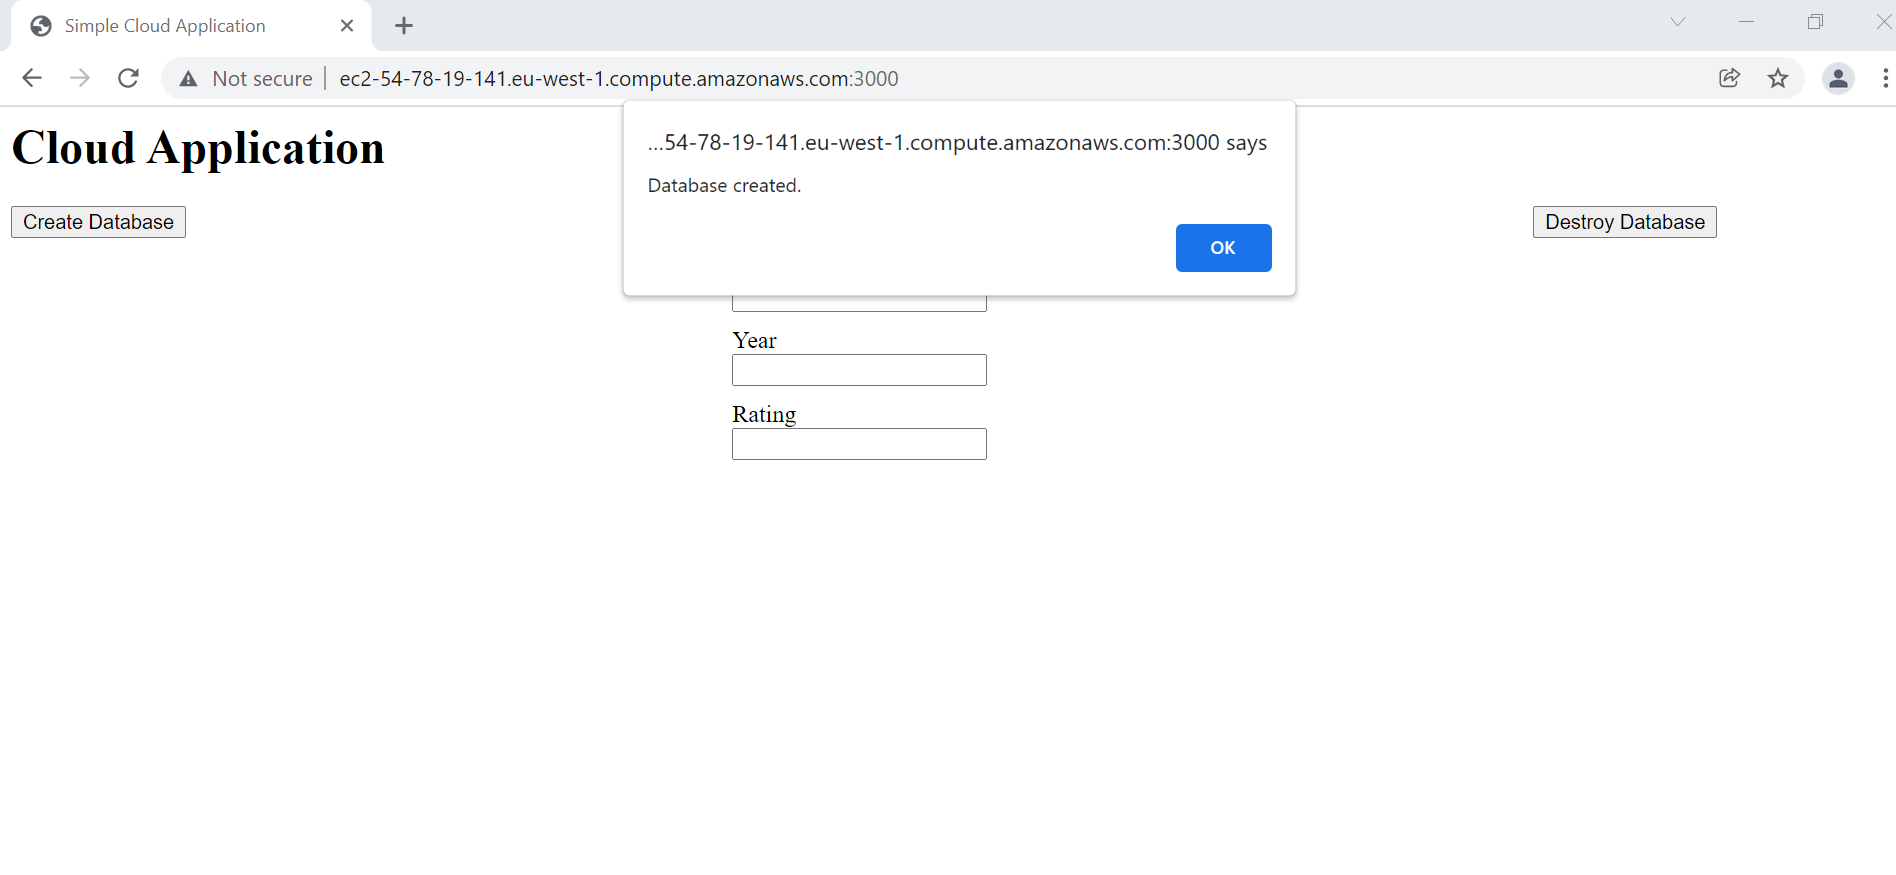 Simple Cloud Application
Not secure ec2-54-78-19-141.eu-west-1.compute.amazonaws.com:3000
Cloud Application
...54-78-19-141.eu-west-1.compute.amazonaws.com:3000 says
Database created.
OK
Create Database
Destroy Database
Year
Rating